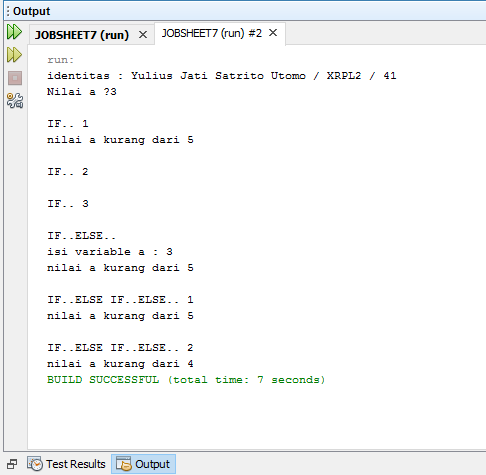 Output
JOBSHEET7 (run) JOBSHEET7 (run) #2
run:
identitas : Yulius Jati Satrito Utomo / XRPL2 / 41
Nilai a ?3
IF.. 1
nilai a kurang dari 5
IF.. 2
IF.. 3
IF..ELSE..
isi variable a : 3
nilai a kurang dari 5
IF..ELSE IF..ELSE.. 1
nilai a kurang dari 5
IF..ELSE IF..ELSE.. 2
nilai a kurang dari 4
BUILD SUCCESSFUL (total time: 7 seconds)
Test Results Output